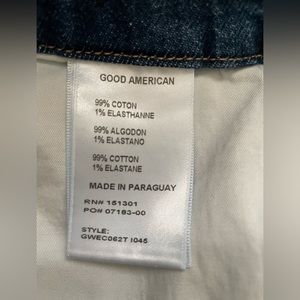 GOOD AMERICAN
99% COTON
1% ELASTHANNE
99% ALGODON
1% ELASTANO
99% COTTON
1% ELASTANE
MADE IN PARAGUAY
RN# 151301
PO# 07183-00
STYLE:
GWEC062T I045